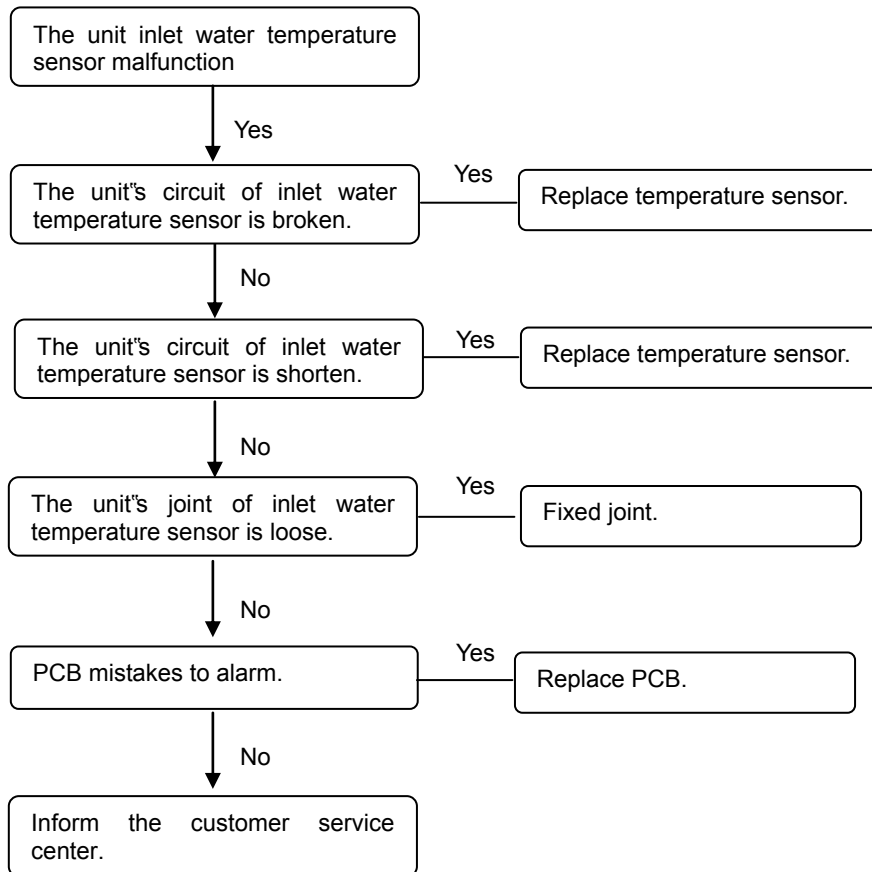 The unit inlet water temperature
sensor malfunction
Yes
The unit‟s circuit of inlet water
temperature sensor is broken.
Yes
Replace temperature sensor.
No
The unit‟s circuit of inlet water
temperature sensor is shorten.
Yes
Replace temperature sensor.
No
The unit‟s joint of inlet water
temperature sensor is loose.
Yes
Fixed joint.
No
PCB mistakes to alarm.
Yes
Replace PCB.
No
Inform the customer service
center.